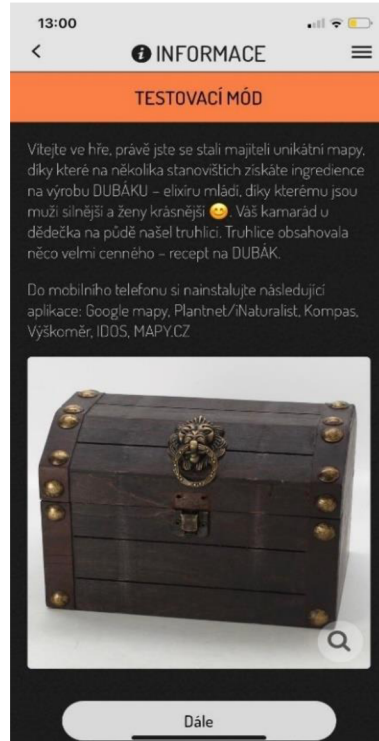 13:00
INFORMACE
TESTOVACÍ MÓD
Vítejte ve hře, právě jste se stali majiteli unikátní mapy,
díky které na několika stanovištích získáte ingredience
na výrobu DUBÁKU – elixíru mládí, díky kterému jsou
muži silnější a ženy krásnější 😊. Váš kamarád u
dědečka na půdě našel truhlici. Truhlice obsahovala
něco velmi cenného – recept na DUBÁK.
Do mobilního telefonu si nainstalujte následující
aplikace: Google mapy, Plantnet/iNaturalist, Kompas,
Výškoměr, IDOS, MAPY.CZ
Dále